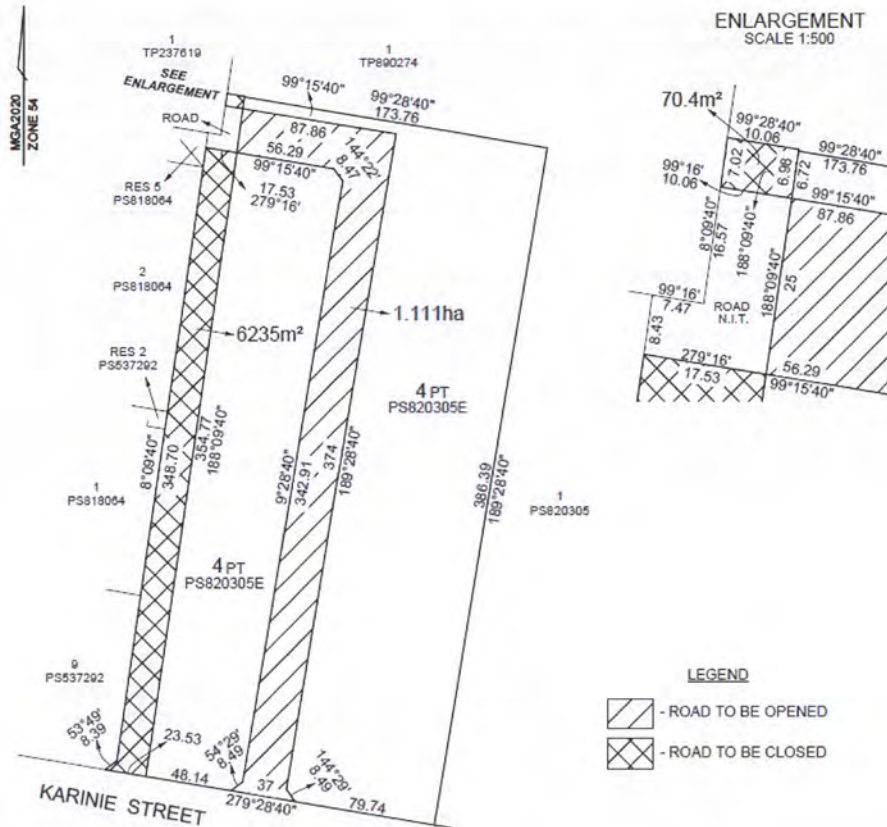 MGA2020
ZONE 54
1
TP237619
SEE
ENLARGEMENT
ROAD
1
TP890274
99°15'40"
99°28'40"
173.76
87.86
56.29
99°15'40"
144°22'
8.47
17.53
279°16'
RES 5
PS818064
2
PS818064
6235m²
RES 2
PS537292
8°09'40"
348.70
354.77
188°09'40"
1
PS818064
4 PT
PS820305E
9°28'40"
342.91
374
189°28'40"
1.111ha
4 PT
PS820305E
386.39
189°28'40"
1
PS820305
9
PS537292
53°49'
8.39
23.53
48.14
54°29'
8.49
37
279°28'40"
144°29'
8.49
79.74
KARINIE STREET
ENLARGEMENT
SCALE 1:500
70.4m²
99°28'40"
10.06
99°28'40"
173.76
7.02
6.98
6.72
99°16'
10.06
99°15'40"
87.86
8°09'40"
16.57
188°09'40"
188°09'40"
25
ROAD
N.I.T.
99°16'
7.47
8.43
279°16'
17.53
56.29
99°15'40"
LEGEND
- ROAD TO BE OPENED
- ROAD TO BE CLOSED